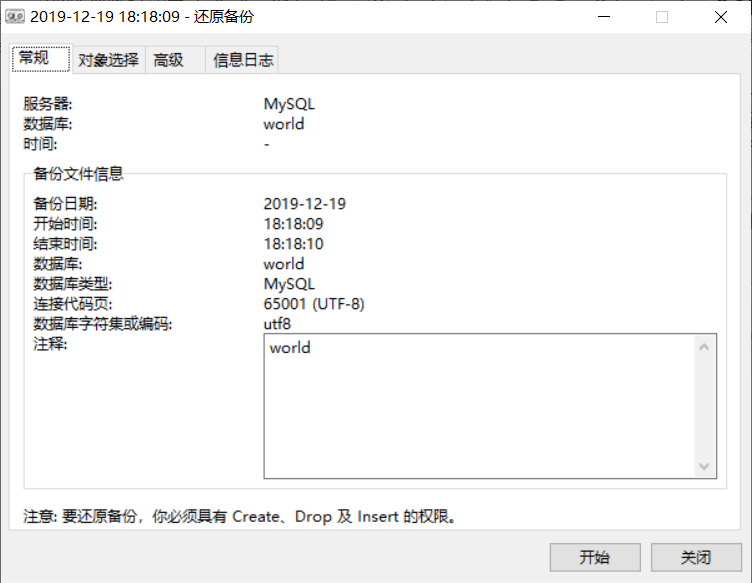 2019-12-19 18:18:09 - 还原备份
常规 对象选择 高级 信息日志
服务器: MySQL
数据库: world
时间: -
备份文件信息
备份日期: 2019-12-19
开始时间: 18:18:09
结束时间: 18:18:10
数据库: world
数据库类型: MySQL
连接代码页: 65001 (UTF-8)
数据库字符集或编码: utf8
注释: world
注意: 要还原备份，你必须具有 Create、Drop 及 Insert 的权限。
开始 关闭